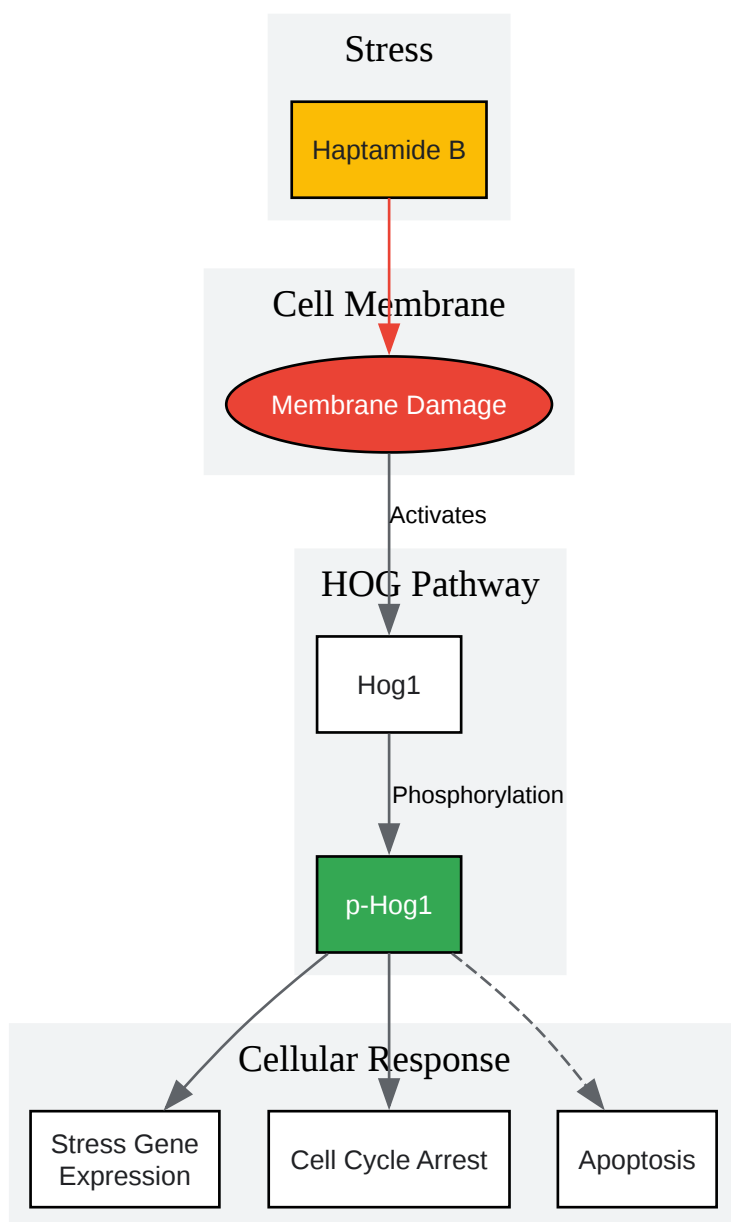 Stress
Haptamide B
Cell Membrane
Membrane Damage
Activates
HOG Pathway
Hog1
Phosphorylation
p-Hog1
Cellular Response
Stress Gene
Expression
Cell Cycle Arrest
Apoptosis